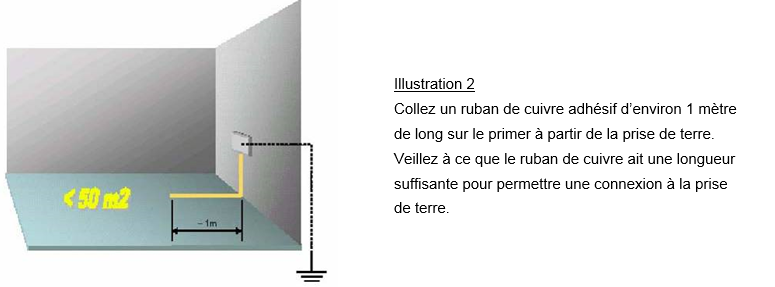 < 50 m2
~ 1m
Illustration 2
Collez un ruban de cuivre adhésif d'environ 1 mètre
de long sur le primer à partir de la prise de terre.
Veillez à ce que le ruban de cuivre ait une longueur
suffisante pour permettre une connexion à la prise
de terre.